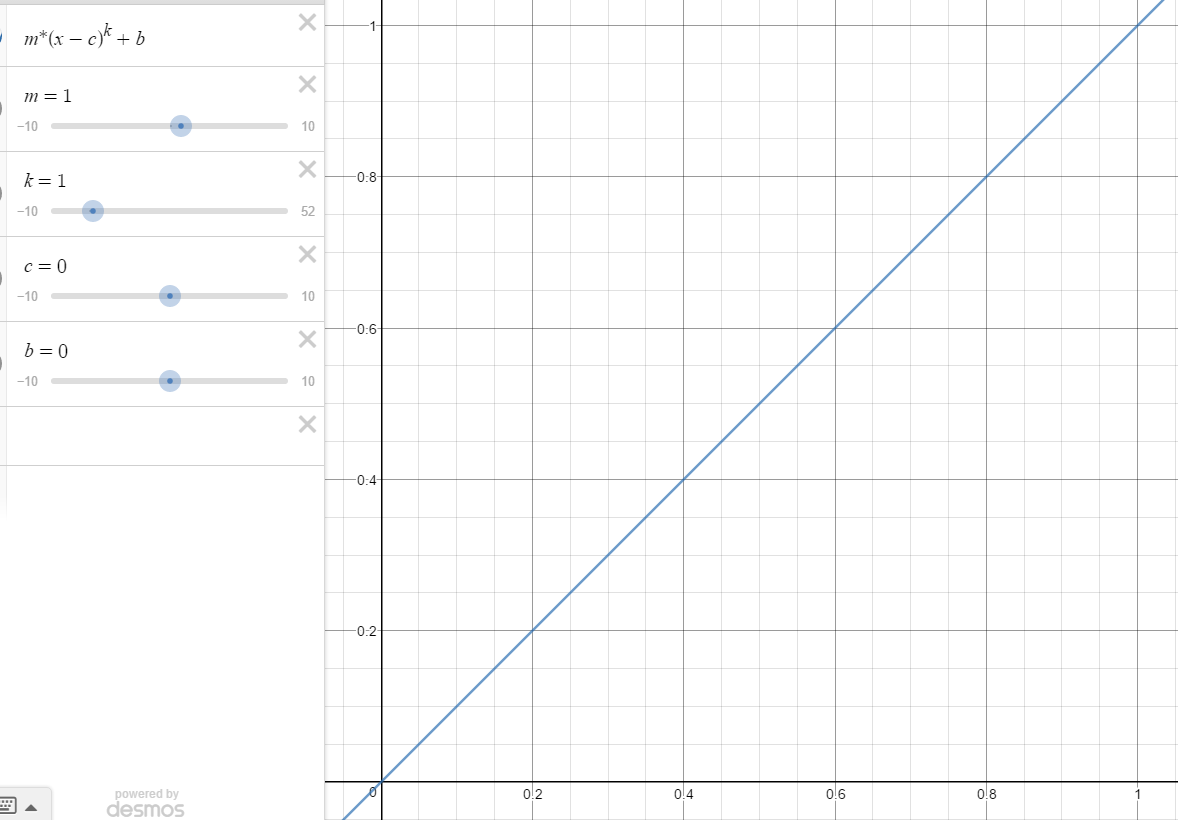 m*(x − c)^k + b
m = 1
−10 10
k = 1
−10 52
c = 0
−10 10
b = 0
−10 10
powered by
desmos
1
0.8
0.6
0.4
0.2
0 0.2 0.4 0.6 0.8 1